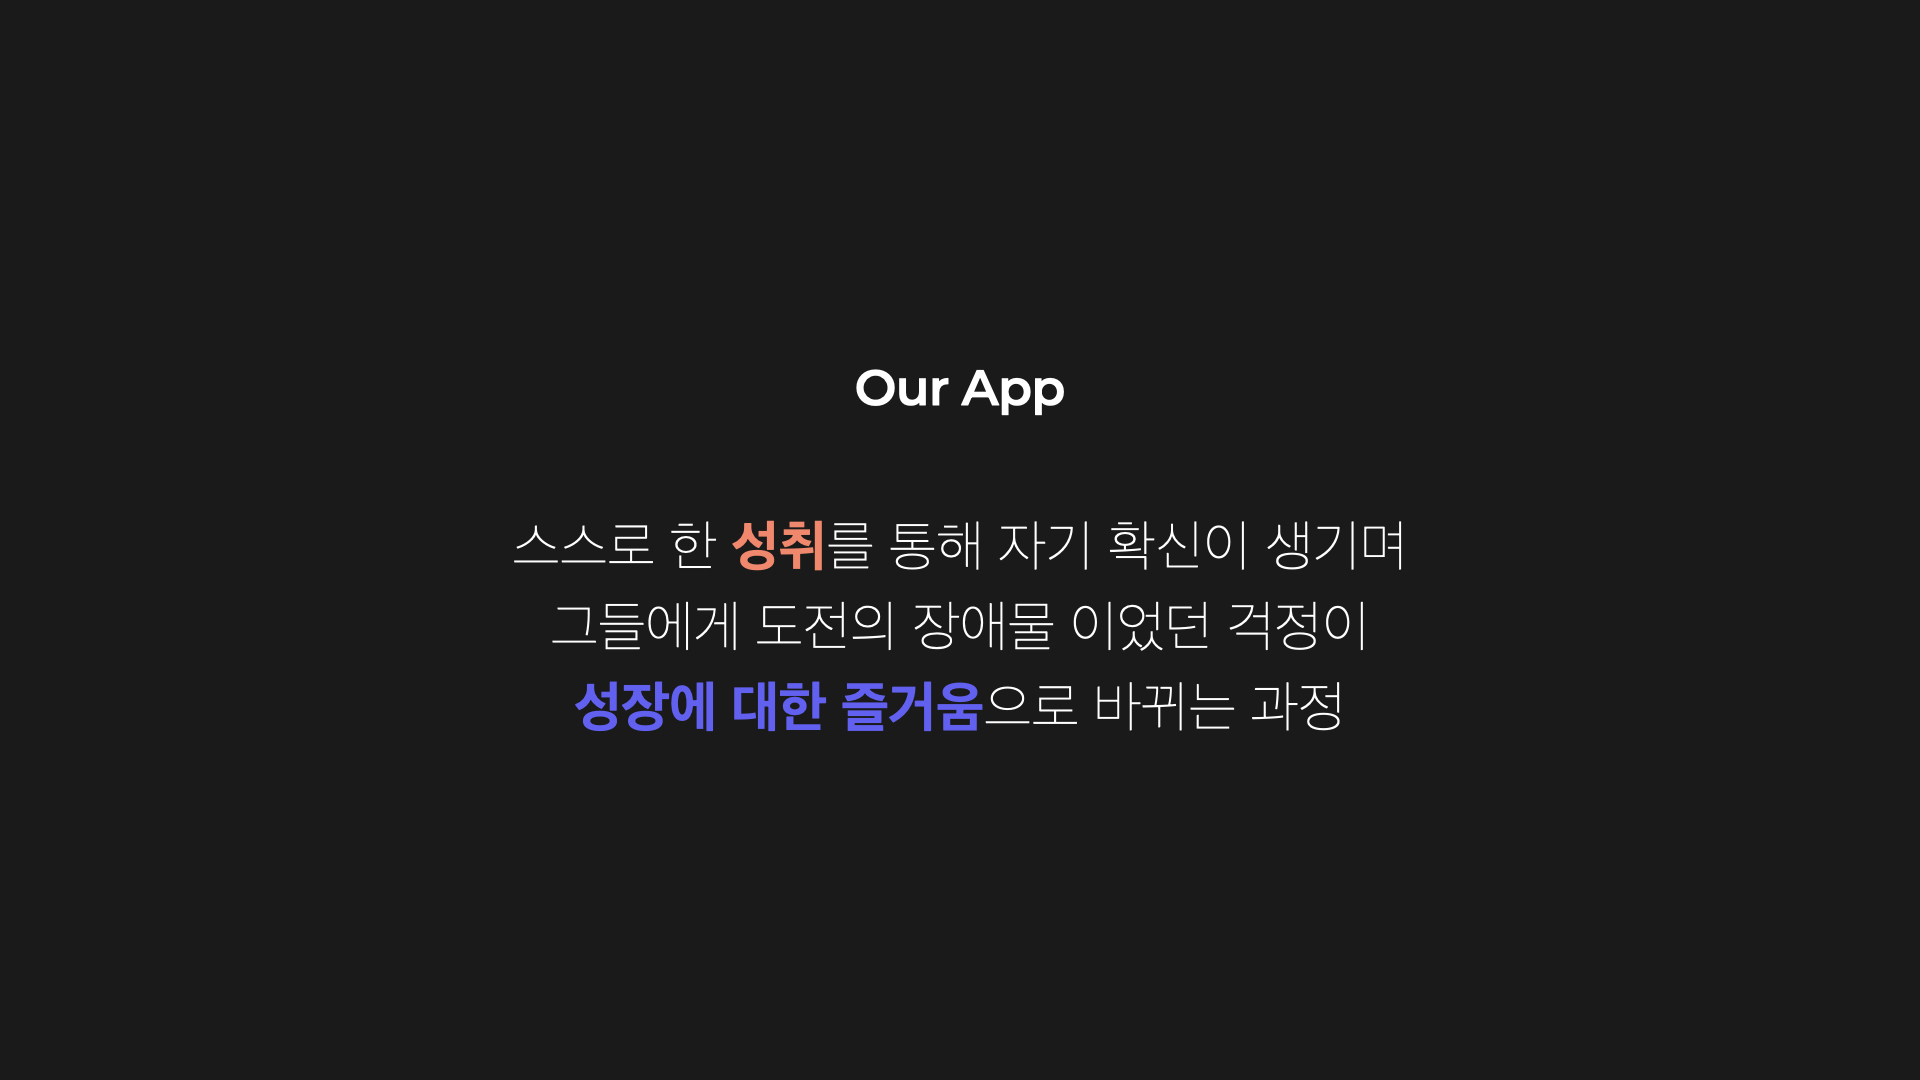 Our App
스스로 한 성취를 통해 자기 확신이 생기며
그들에게 도전의 장애물 이었던 걱정이
성장에 대한 즐거움으로 바뀌는 과정